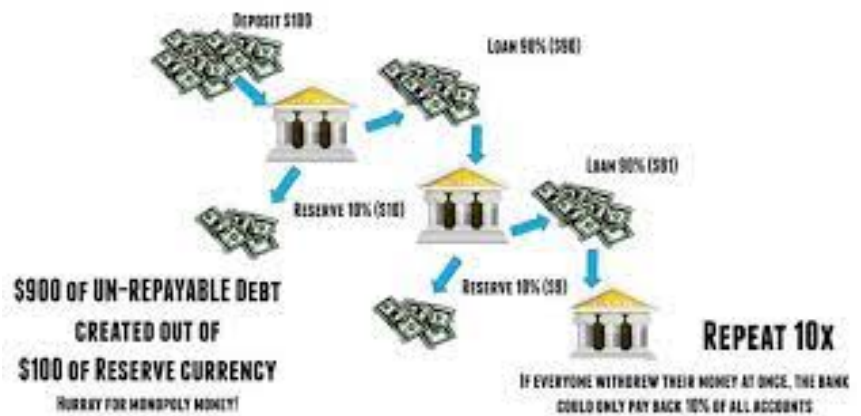 DEPOSIT $100
LOAN 90% ($90)
LOAN 90% ($81)
RESERVE 10% ($10)
RESERVE 10% ($9)
$900 OF UN-REPAYABLE DEBT
CREATED OUT OF
$100 OF RESERVE CURRENCY
HURRAY FOR MONOPOLY MONEY!
REPEAT 10X
IF EVERYONE WITHDREW THEIR MONEY AT ONCE, THE BANK
COULD ONLY PAY BACK 10% OF ALL ACCOUNTS